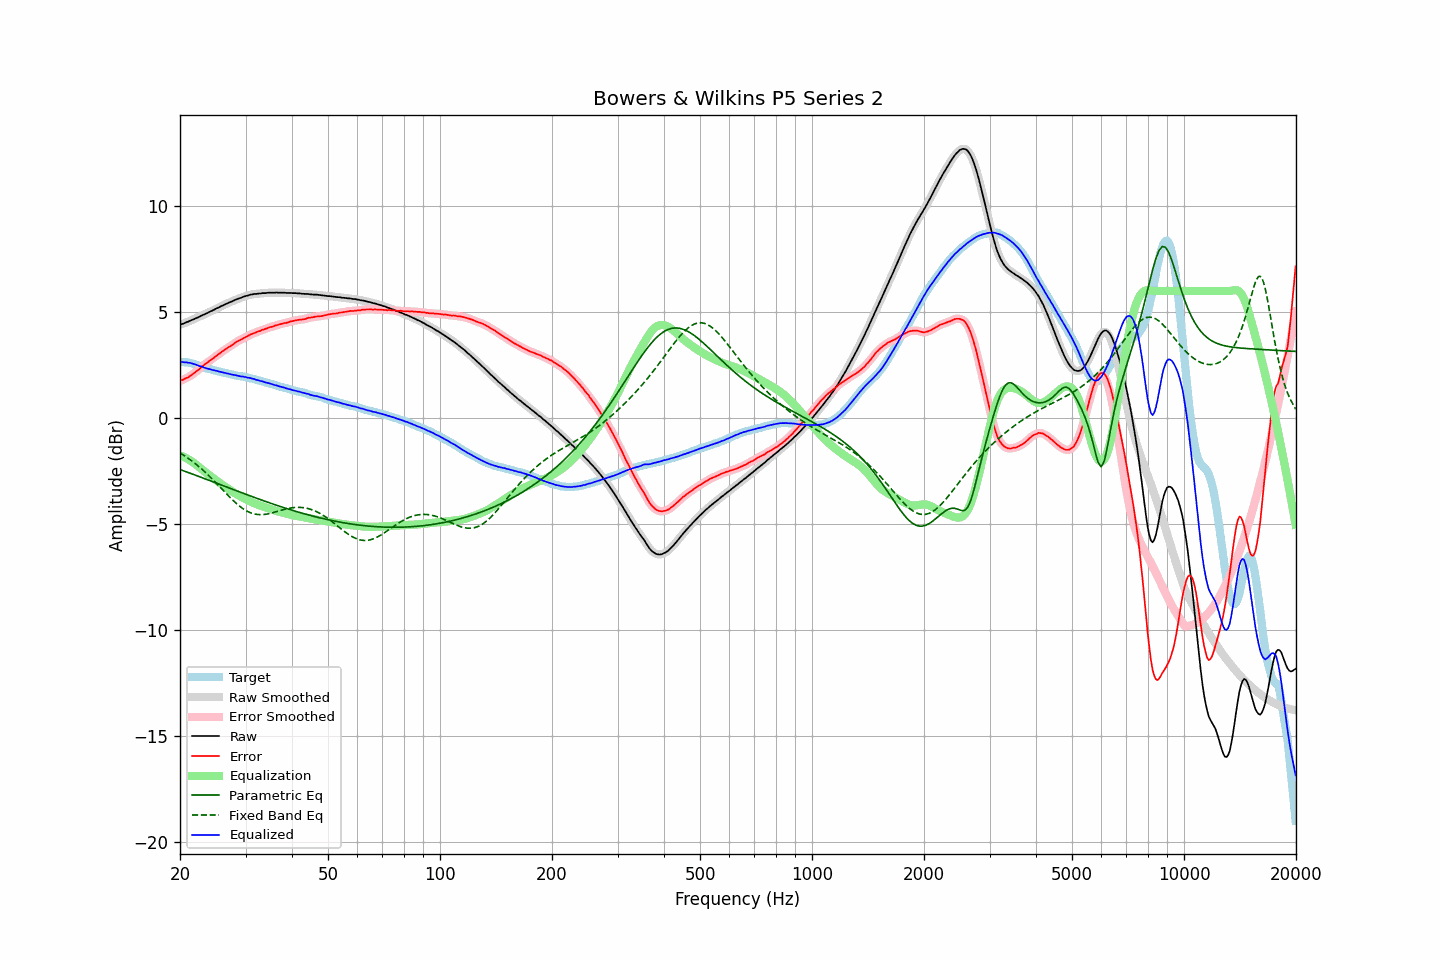 Bowers & Wilkins P5 Series 2
Amplitude (dBr)
10
5
0
−5
−10
−15
−20
Target
Raw Smoothed
Error Smoothed
Raw
Error
Equalization
Parametric Eq
Fixed Band Eq
Equalized
20 50 100 200 500 1000 2000 5000 10000 20000
Frequency (Hz)